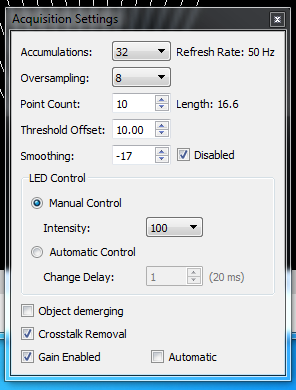 Acquisition Settings
Accumulations: 32 Refresh Rate: 50 Hz
Oversampling: 8
Point Count: 10 Length: 16.6
Threshold Offset: 10.00
Smoothing: -17 Disabled
LED Control
Manual Control
Intensity: 100
Automatic Control
Change Delay: 1 (20 ms)
Object demerging
Crosstalk Removal
Gain Enabled Automatic